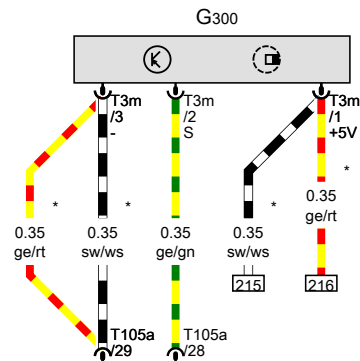 G300
T3m
/3
-
T3m
/2
S
T3m
/1
+5V
*
*
*
*
0.35
ge/rt
0.35
sw/ws
0.35
ge/gn
0.35
sw/ws
0.35
ge/rt
215
216
T105a
/29
T105a
/28